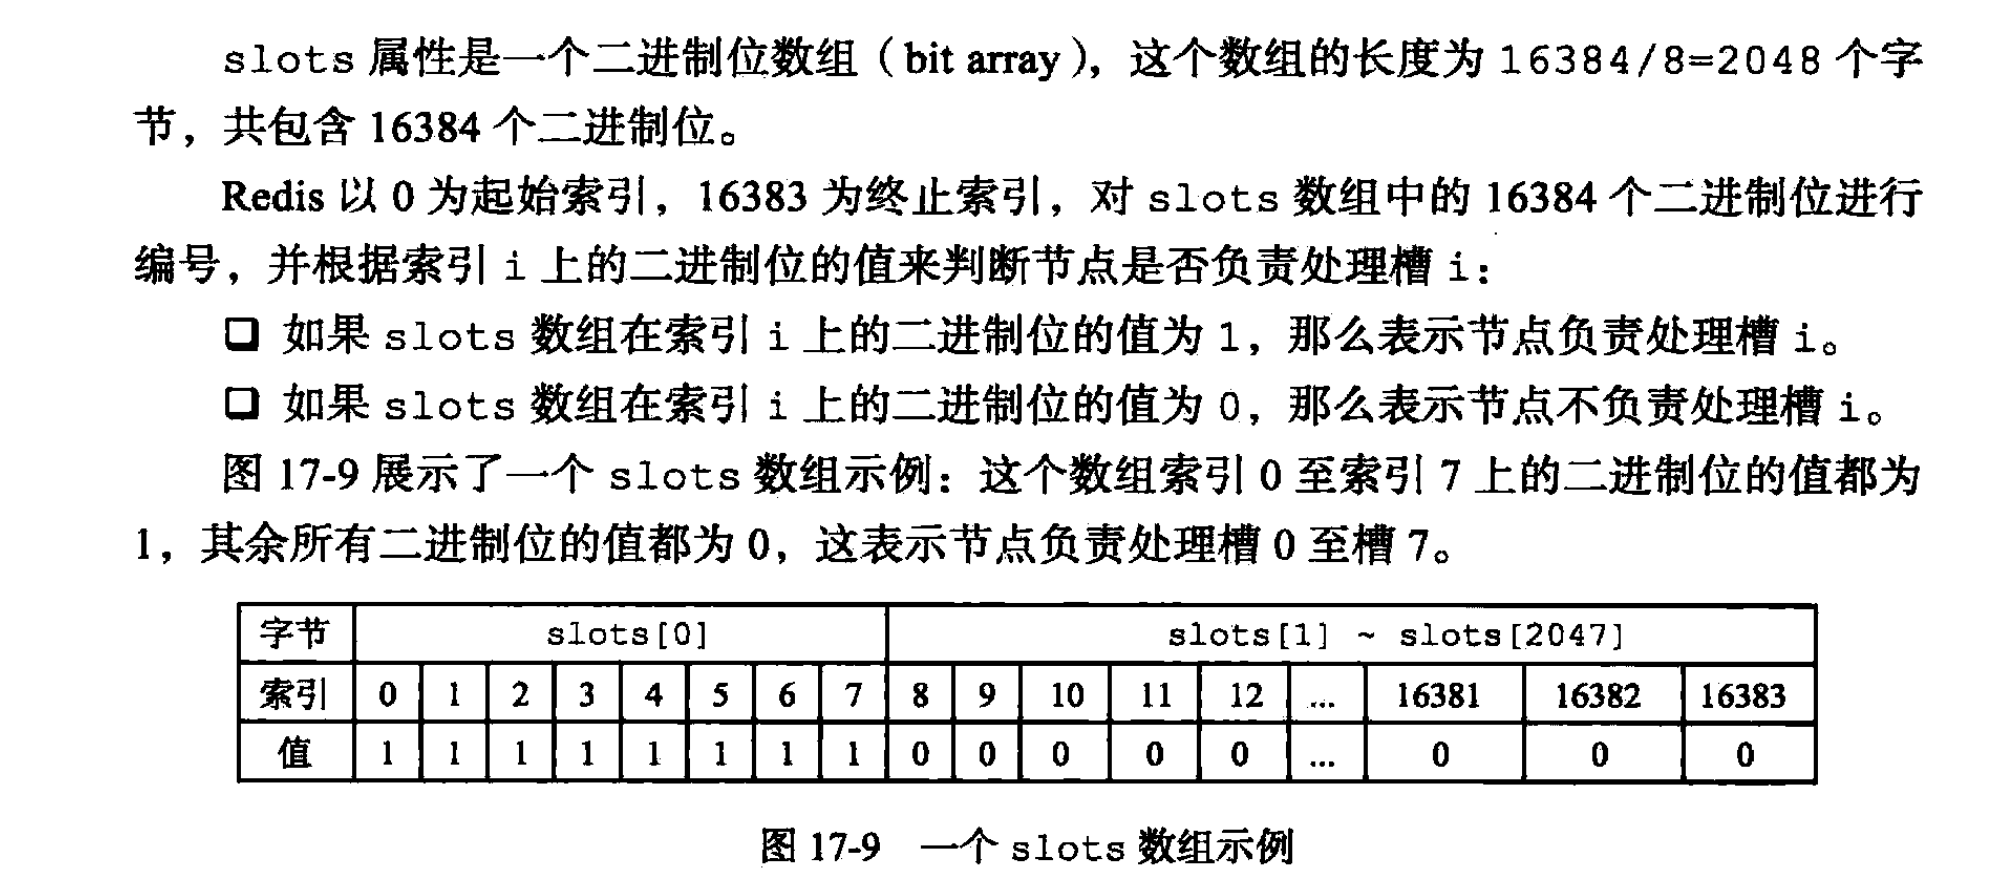 slots 属性是一个二进制位数组（bit array），这个数组的长度为 16384/8=2048 个字
节，共包含 16384 个二进制位。
Redis 以 0 为起始索引，16383 为终止索引，对 slots 数组中的 16384 个二进制位进行
编号，并根据索引 i 上的二进制位的值来判断节点是否负责处理槽 i：
❏ 如果 slots 数组在索引 i 上的二进制位的值为 1，那么表示节点负责处理槽 i。
❏ 如果 slots 数组在索引 i 上的二进制位的值为 0，那么表示节点不负责处理槽 i。
图 17-9 展示了一个 slots 数组示例：这个数组索引 0 至索引 7 上的二进制位的值都为
1，其余所有二进制位的值都为 0，这表示节点负责处理槽 0 至槽 7。
字节 slots[0] slots[1] ~ slots[2047]
索引 0 1 2 3 4 5 6 7 8 9 10 11 12 ... 16381 16382 16383
值 1 1 1 1 1 1 1 1 0 0 0 0 0 ... 0 0 0
图 17-9 一个 slots 数组示例